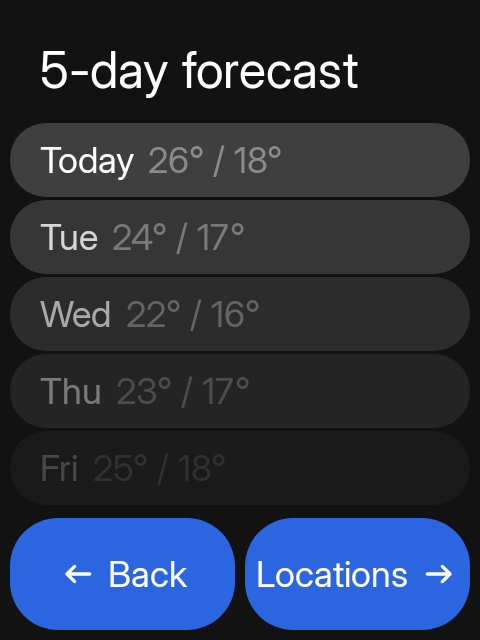 5-day forecast
Today 26° / 18°
Tue 24° / 17°
Wed 22° / 16°
Thu 23° / 17°
Fri 25° / 18°
← Back
Locations →